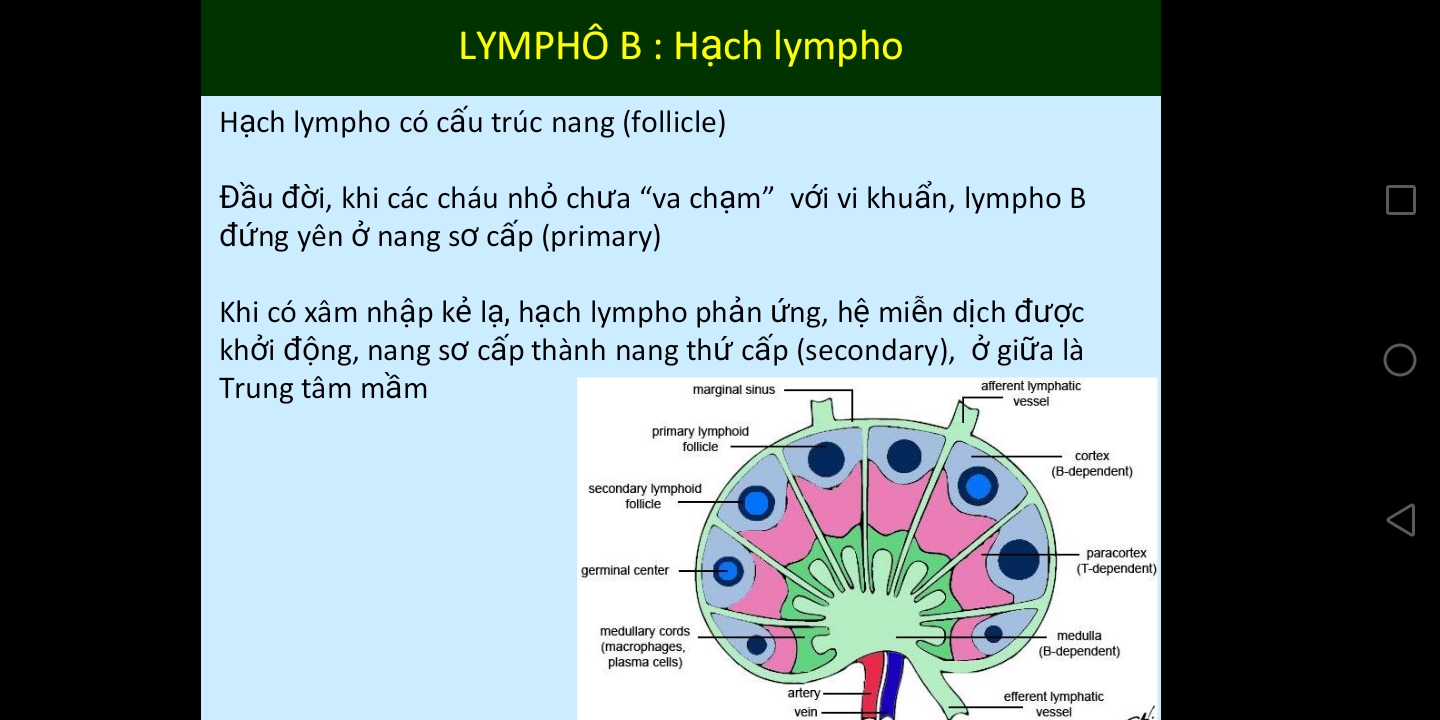 LYMPHÔ B : Hạch lympho
Hạch lympho có cấu trúc nang (follicle)
Đầu đời, khi các cháu nhỏ chưa “va chạm”  với vi khuẩn, lympho B
đứng yên ở nang sơ cấp (primary)
Khi có xâm nhập kẻ lạ, hạch lympho phản ứng, hệ miễn dịch được
khởi động, nang sơ cấp thành nang thứ cấp (secondary),  ở giữa là
Trung tâm mầm
marginal sinus
afferent lymphatic
vessel
primary lymphoid
follicle
cortex
(B-dependent)
secondary lymphoid
follicle
paracortex
(T-dependent)
germinal center
medullary cords
(macrophages,
plasma cells)
medulla
(B-dependent)
artery
vein
efferent lymphatic
vessel